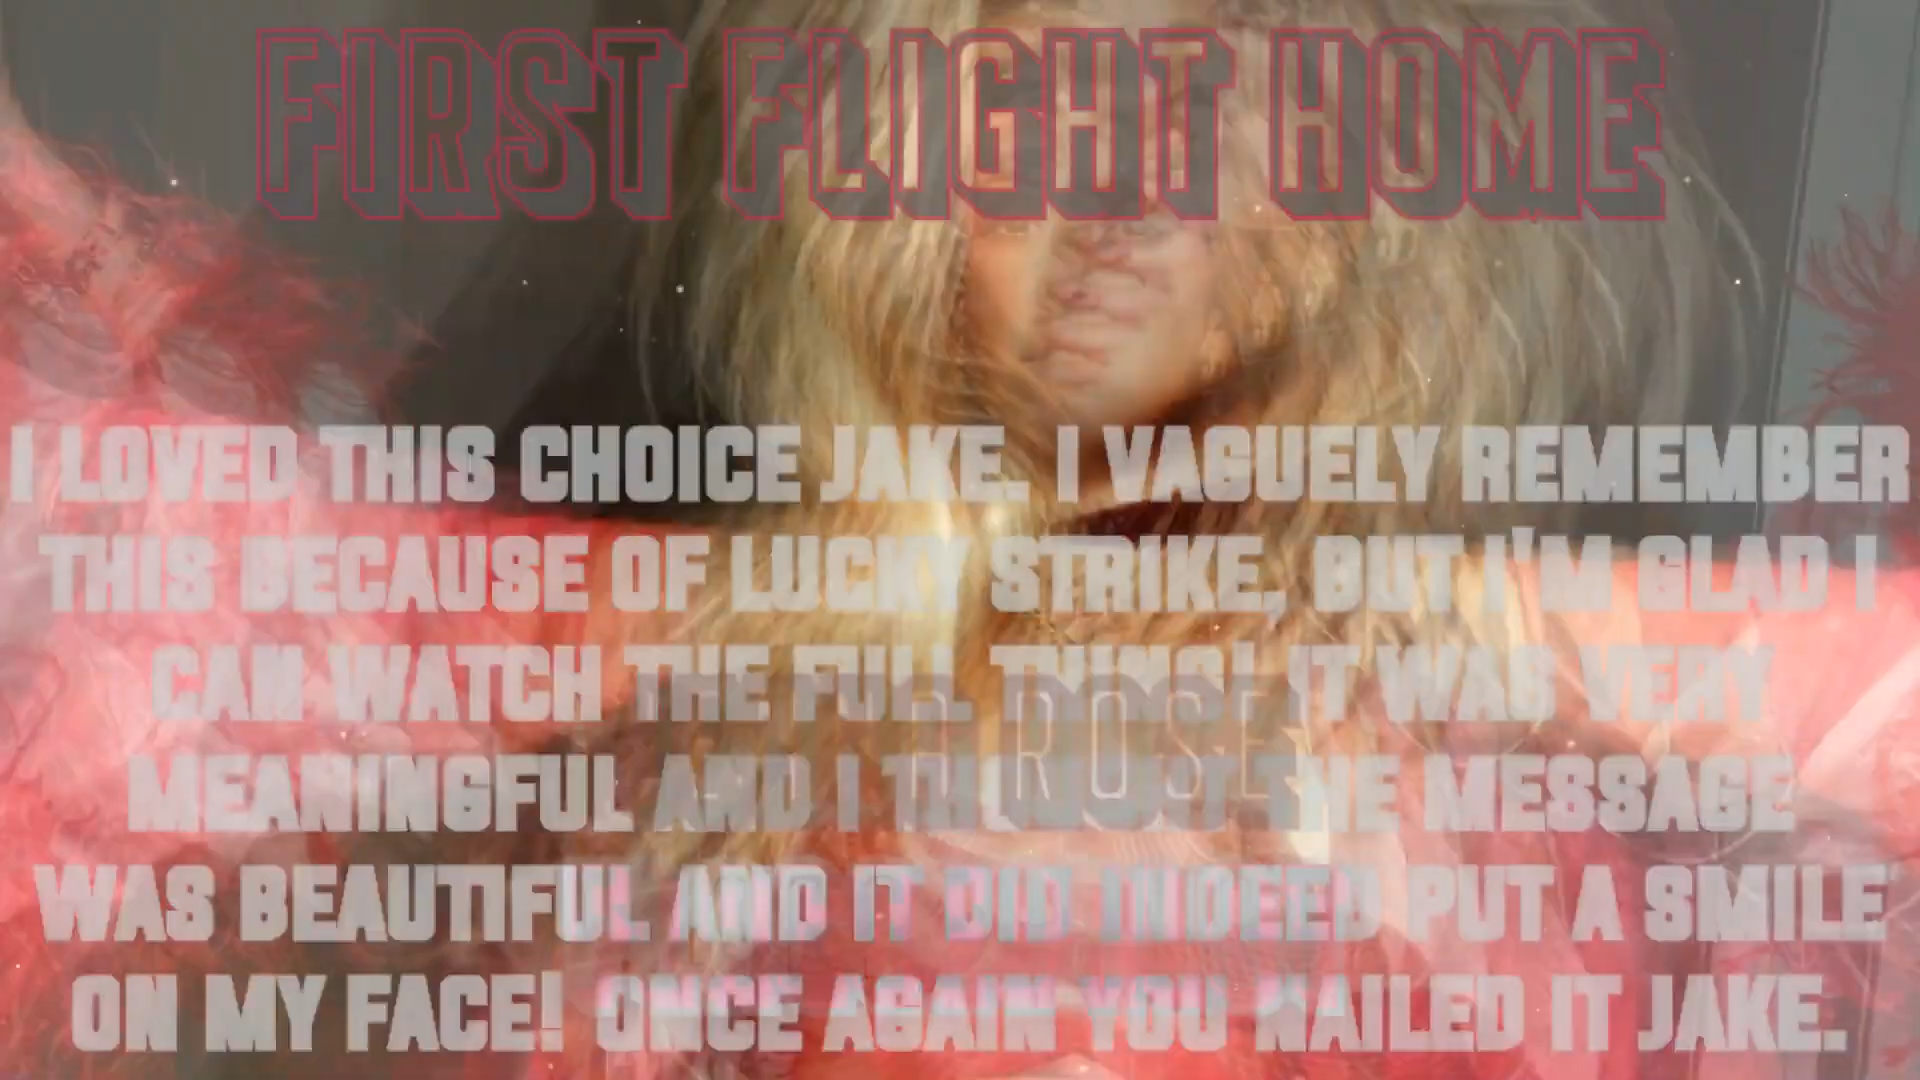 FIRST FLIGHT HOME
I LOVED THIS CHOICE JAKE. I VAGUELY REMEMBER
THIS BECAUSE OF LUCKY STRIKE, BUT I'M GLAD I
CAN WATCH THE FULL THING! IT WAS VERY
MEANINGFUL AND I THOUGHT THE MESSAGE
A ROSE
WAS BEAUTIFUL AND IT DID INDEED PUT A SMILE
ON MY FACE! ONCE AGAIN YOU NAILED IT JAKE.